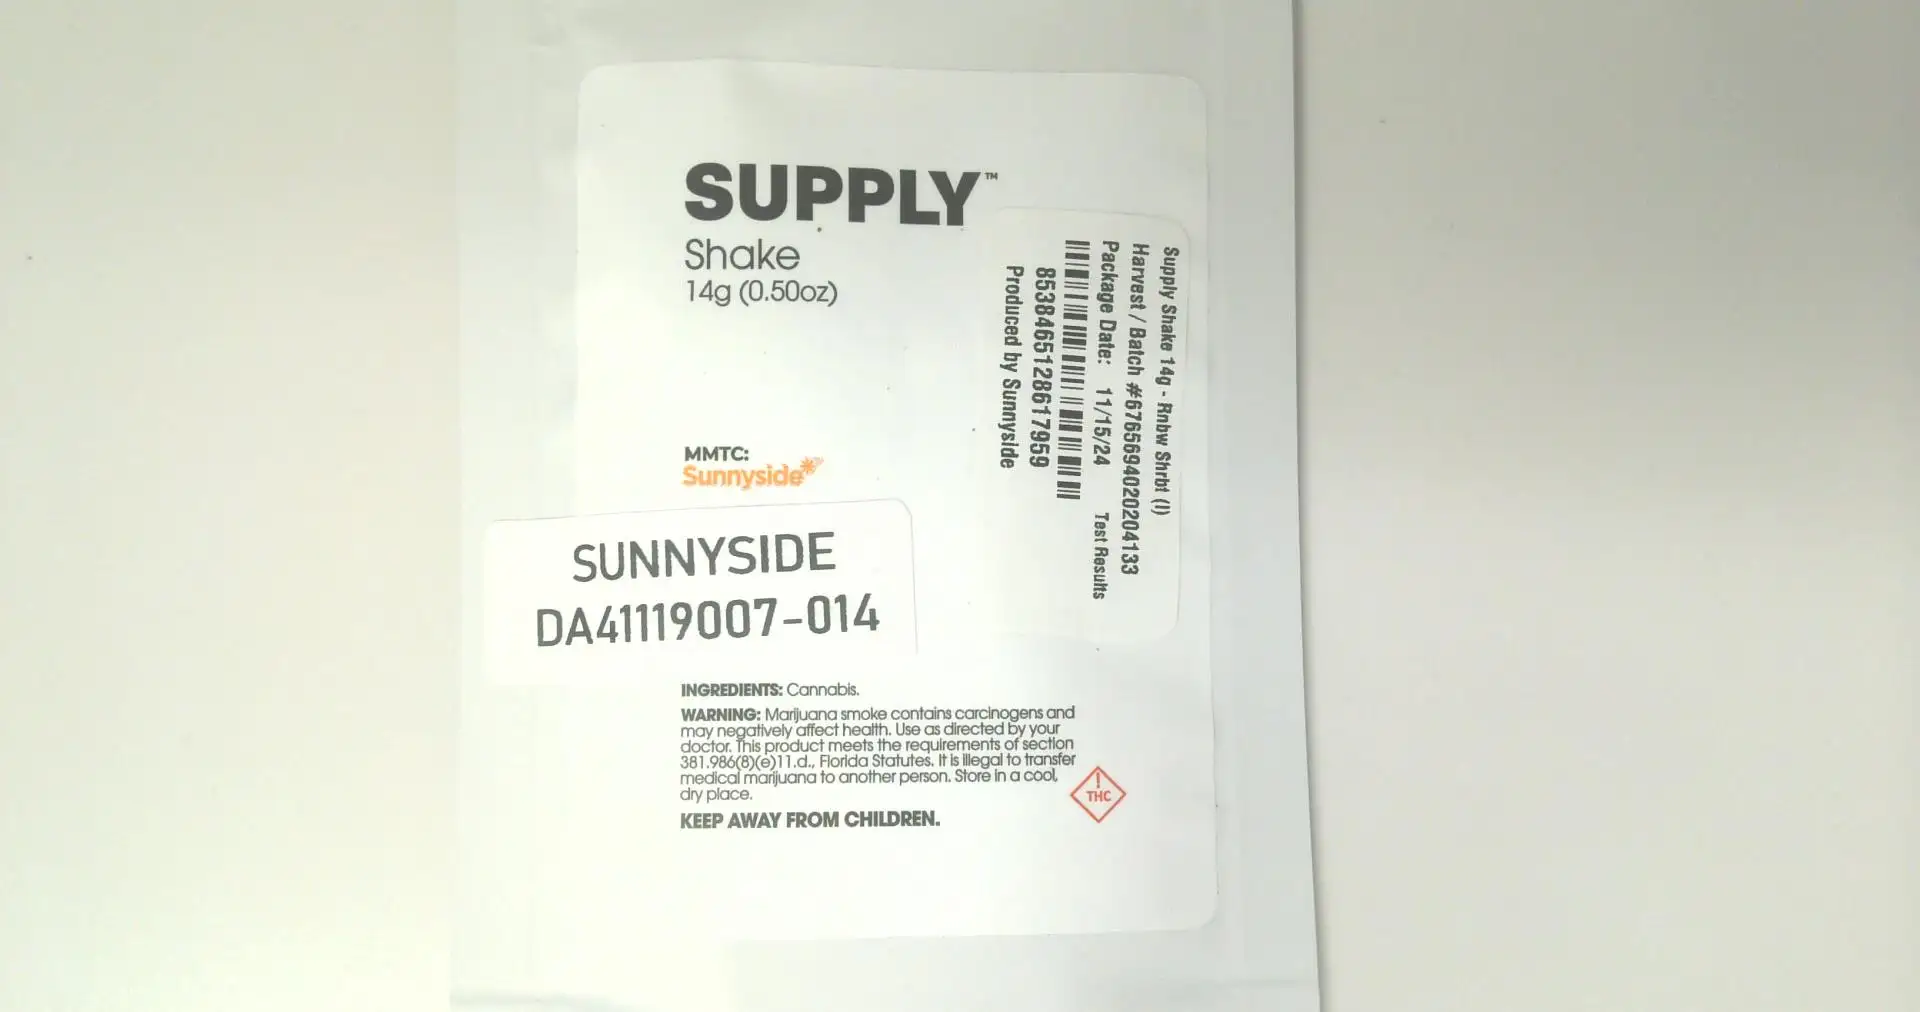 SUPPLY™
Shake
14g (0.50oz)
MMTC:
Sunnyside
SUNNYSIDE
DA41119007-014
INGREDIENTS: Cannabis.
WARNING: Marijuana smoke contains carcinogens and
may negatively affect health. Use as directed by your
doctor. This product meets the requirements of section
381.986(8)(e)11.d., Florida Statutes. It is illegal to transfer
medical marijuana to another person. Store in a cool,
dry place.
KEEP AWAY FROM CHILDREN.
!
THC
Supply Shake 14g - Rnbw Shrbt (I)
Harvest / Batch #6765694020204133
Package Date: 11/15/24 Test Results
8538465128617959
Produced by Sunnyside